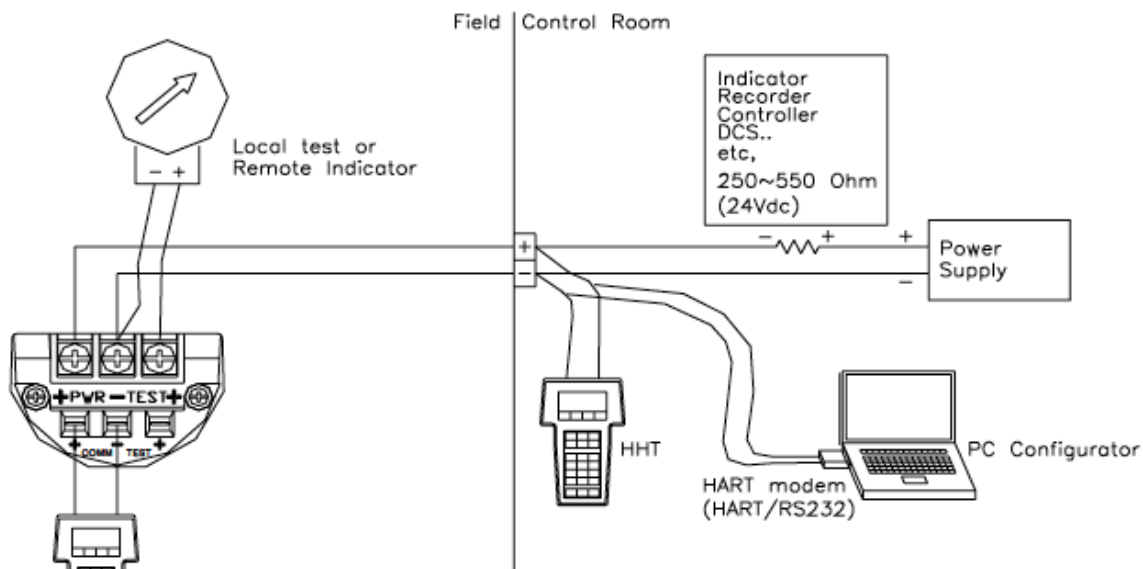 Field Control Room
Indicator
Recorder
Controller
DCS..
etc,
250~550 Ohm
(24Vdc)
Local test or
Remote Indicator
- +
- +
+
-
+
-
Power
Supply
+PWR -TEST+
+ - +
COMM TEST
HHT
PC Configurator
HART modem
(HART/RS232)